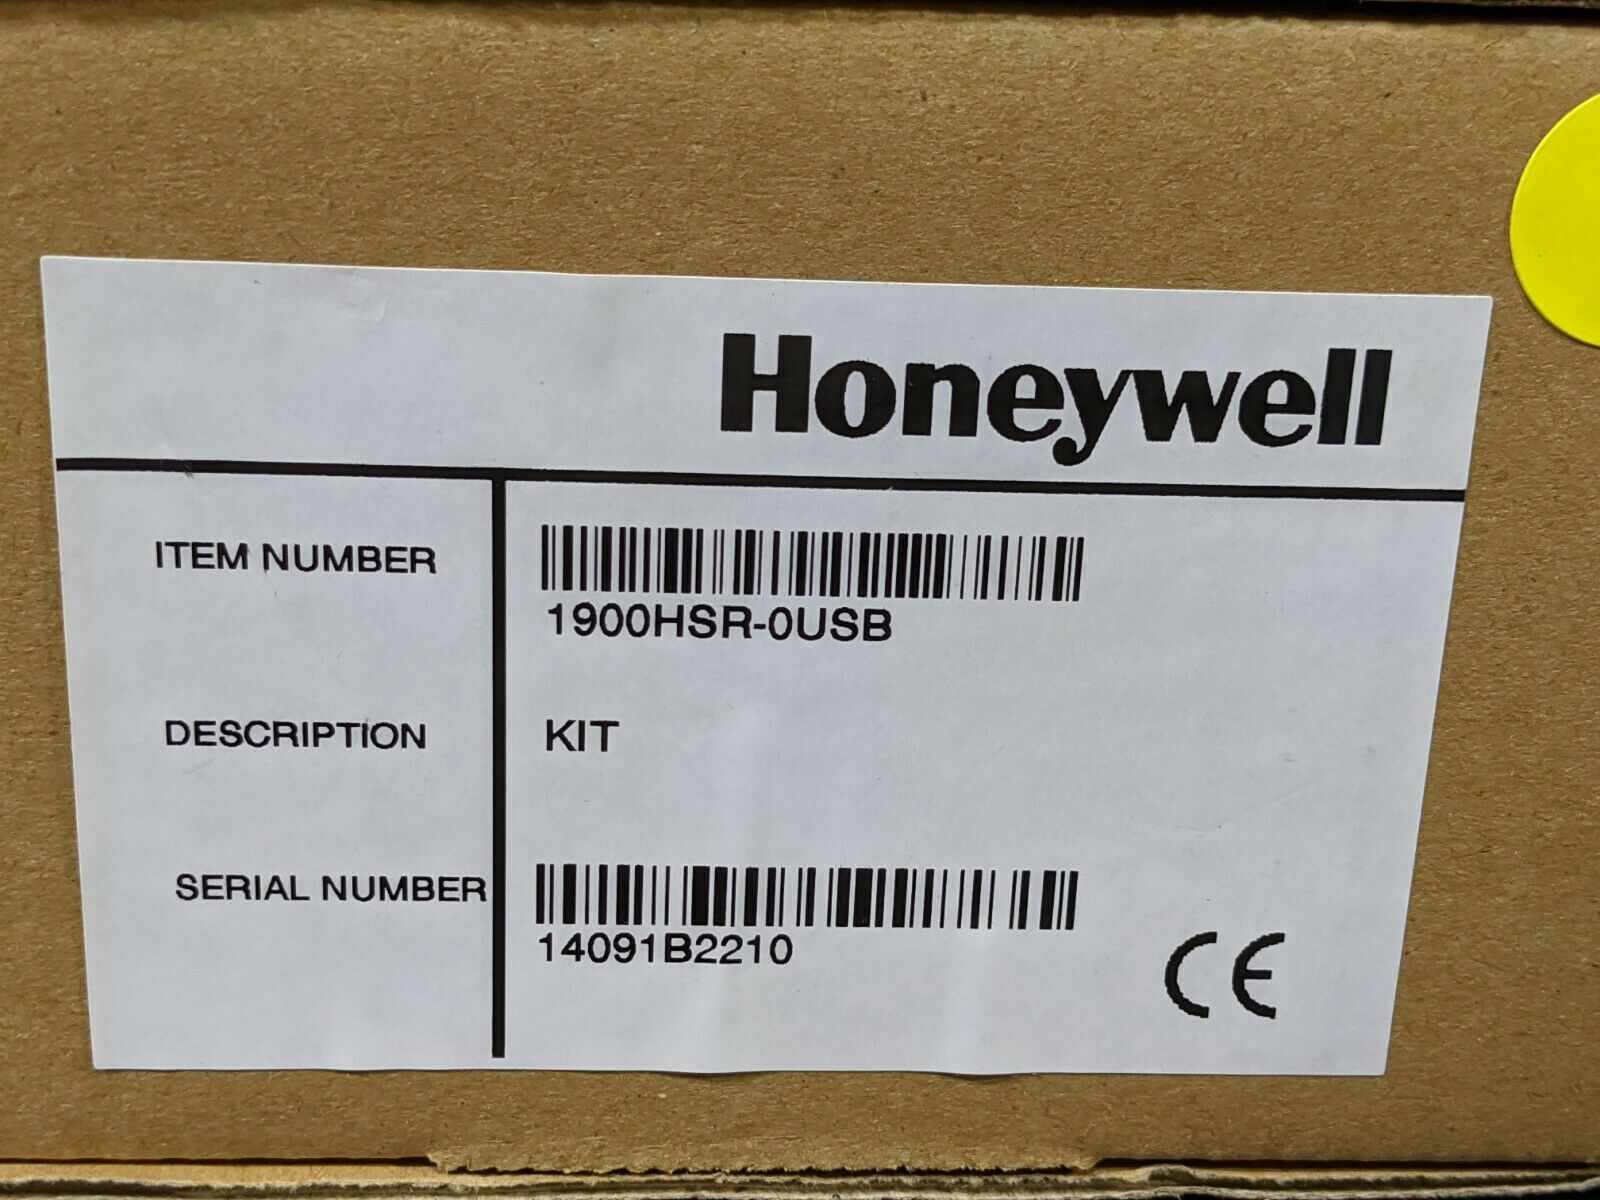 Honeywell
ITEM NUMBER
1900HSR-0USB
DESCRIPTION KIT
SERIAL NUMBER
14091B2210
CE